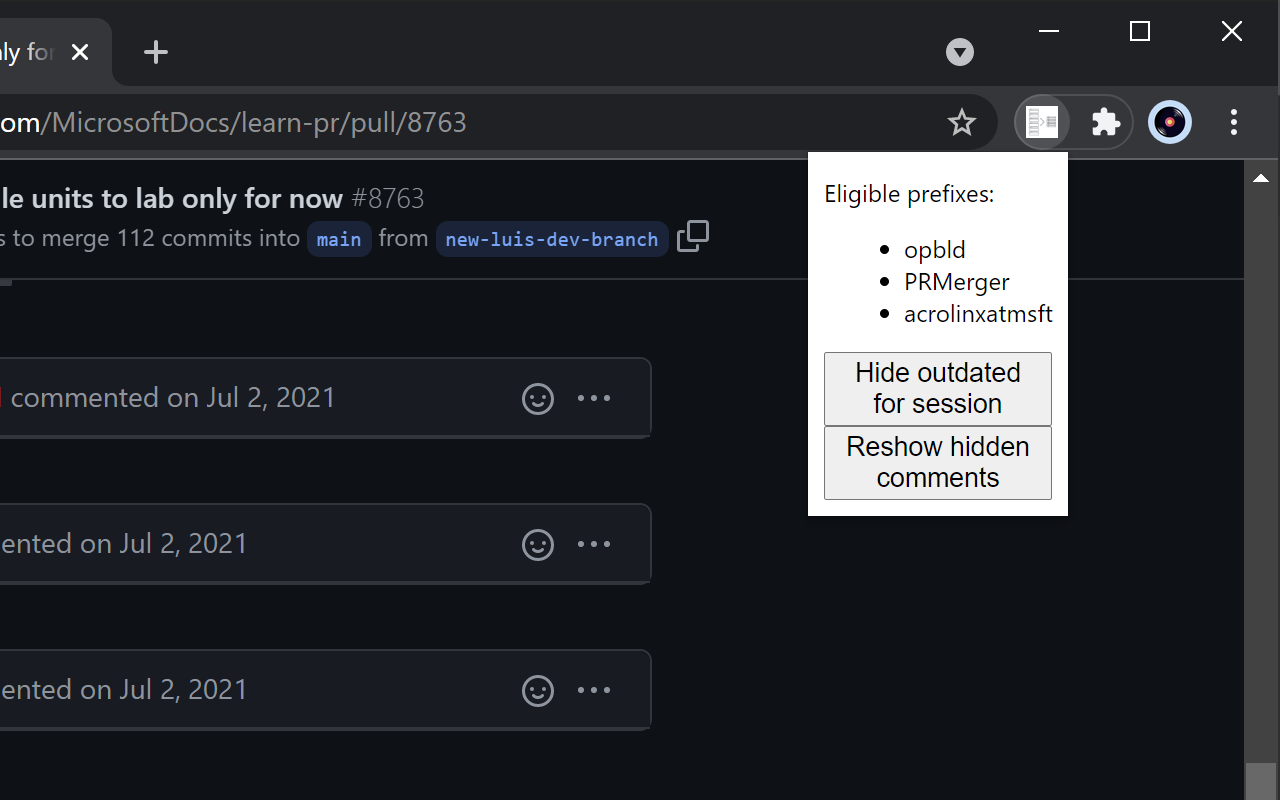 nly for
om/MicrosoftDocs/learn-pr/pull/8763
le units to lab only for now #8763
s to merge 112 commits into main from new-luis-dev-branch
commented on Jul 2, 2021
ented on Jul 2, 2021
ented on Jul 2, 2021
Eligible prefixes:
opbld
PRMerger
acrolinxatmsft
Hide outdated
for session
Reshow hidden
comments